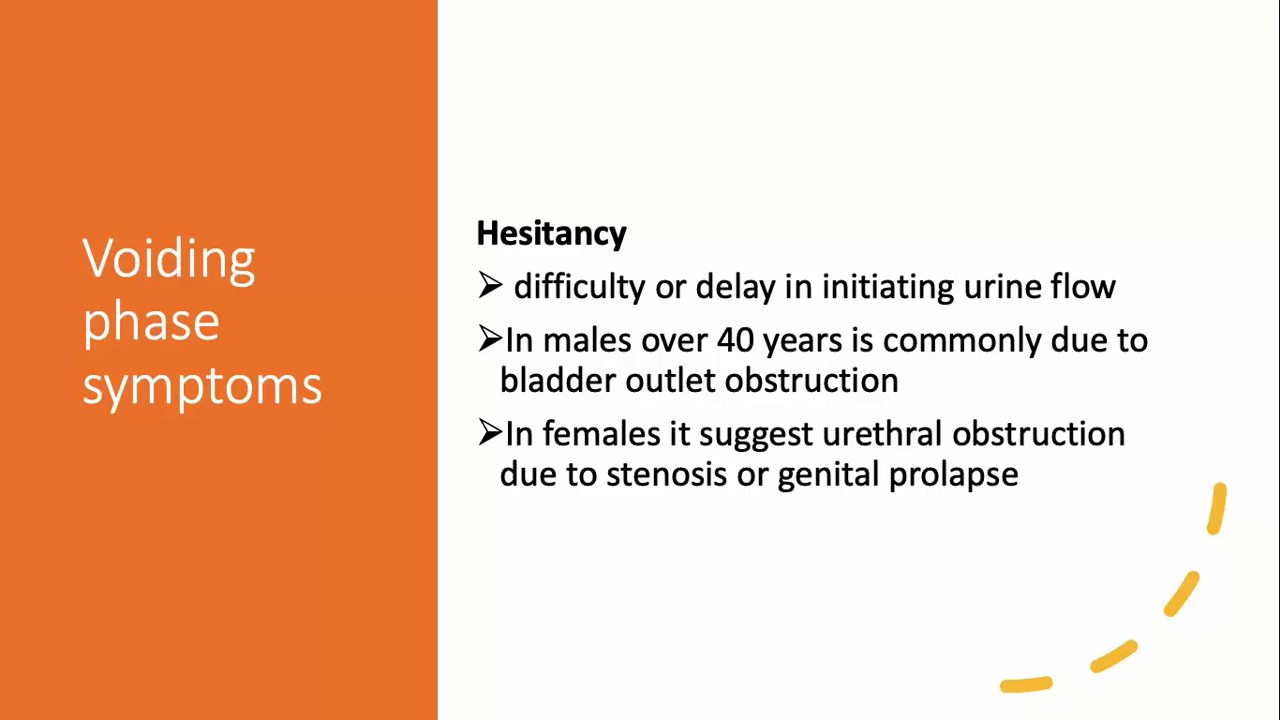 Voiding
phase
symptoms
Hesitancy
➢ difficulty or delay in initiating urine flow
➢In males over 40 years is commonly due to
bladder outlet obstruction
➢In females it suggest urethral obstruction
due to stenosis or genital prolapse